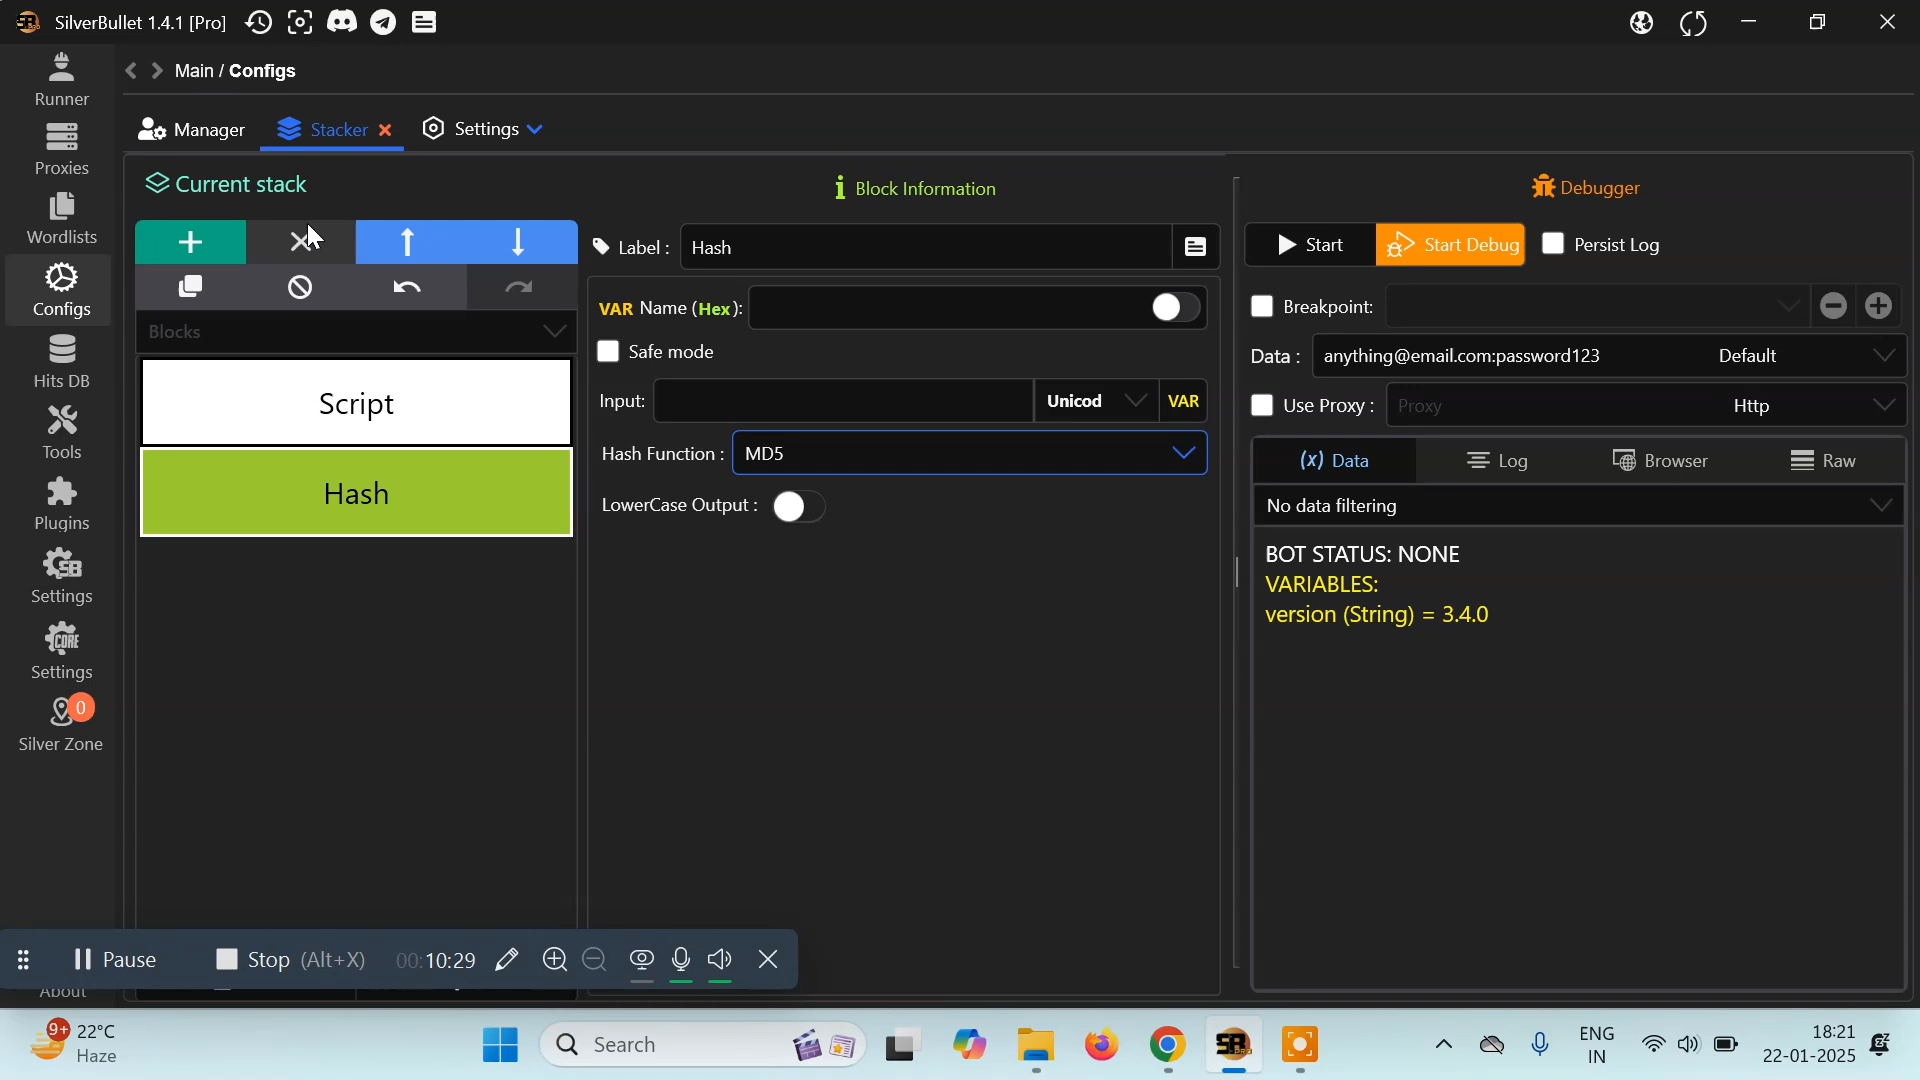 SilverBullet 1.4.1 [Pro]
Runner
Proxies
Wordlists
Configs
Hits DB
Tools
Plugins
Settings
Settings
0
Silver Zone
About
Main / Configs
Manager
Stacker
Settings
Current stack
Blocks
Script
Hash
Block Information
Label :
Hash
VAR Name (Hex):
Safe mode
Input:
Unicod
VAR
Hash Function :
MD5
LowerCase Output :
Debugger
Start
Start Debug
Persist Log
Breakpoint:
Data :
anything@email.com:password123
Default
Use Proxy :
Proxy
Http
(x) Data
Log
Browser
Raw
No data filtering
BOT STATUS: NONE
VARIABLES:
version (String) = 3.4.0
Pause
Stop (Alt+X)
00:10:29
9+
22°C
Haze
Search
ENG
IN
18:21
22-01-2025